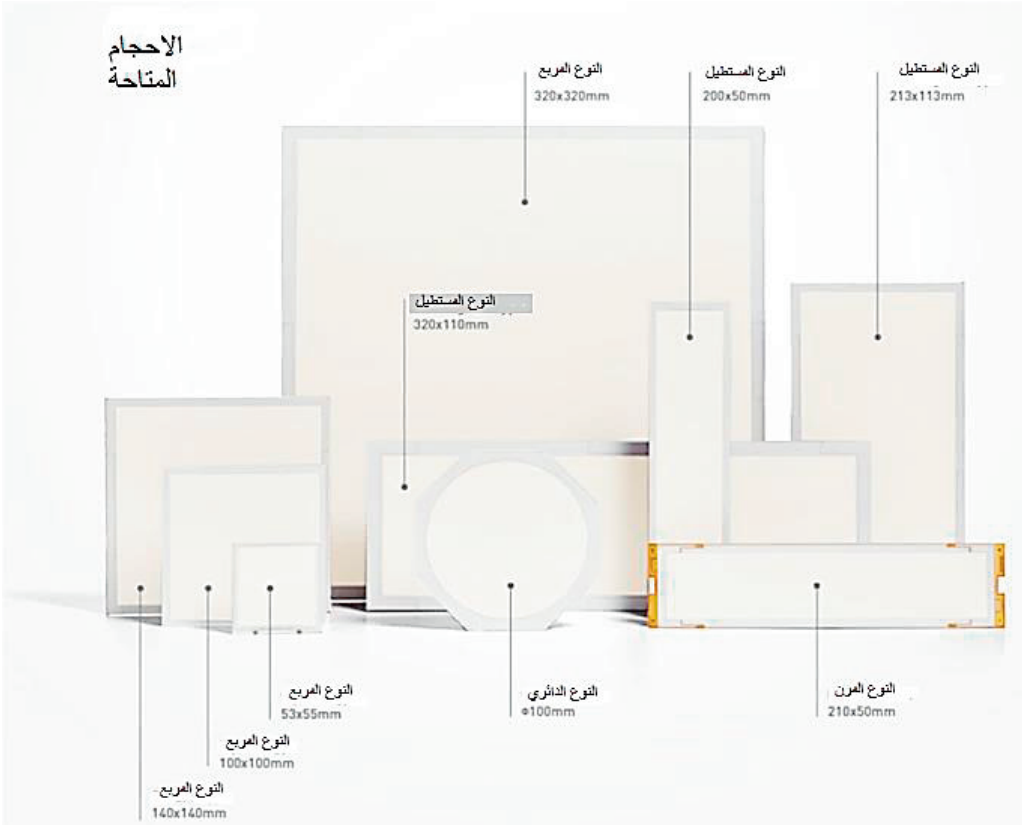 الاحجام
المتاحة
النوع المربع
320x320mm
النوع المستطيل
200x50mm
النوع المستطيل
213x113mm
النوع المستطيل
320x110mm
النوع المربع
53x55mm
النوع الدائري
Φ100mm
النوع المرن
210x50mm
النوع المربع
100x100mm
النوع المربع
140x140mm